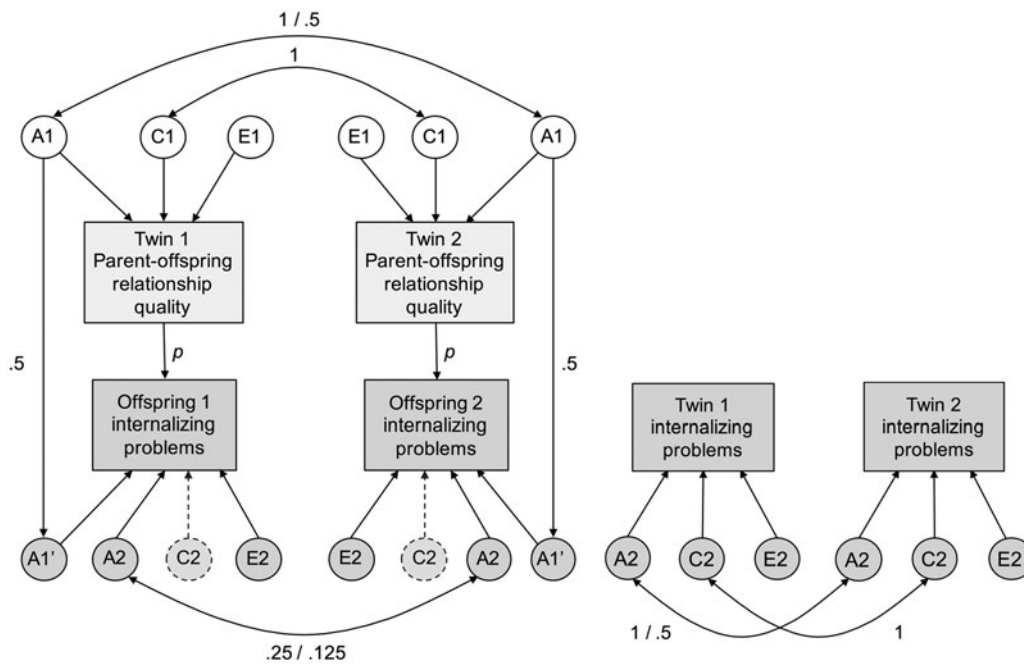 1 / .5
1
A1
C1
E1
E1
C1
A1
Twin 1
Parent-offspring
relationship
quality
Twin 2
Parent-offspring
relationship
quality
.5
p
p
.5
Offspring 1
internalizing
problems
Offspring 2
internalizing
problems
Twin 1
internalizing
problems
Twin 2
internalizing
problems
A1'
A2
C2
E2
E2
C2
A2
A1'
A2
C2
E2
A2
C2
E2
.25 / .125
1 / .5
1